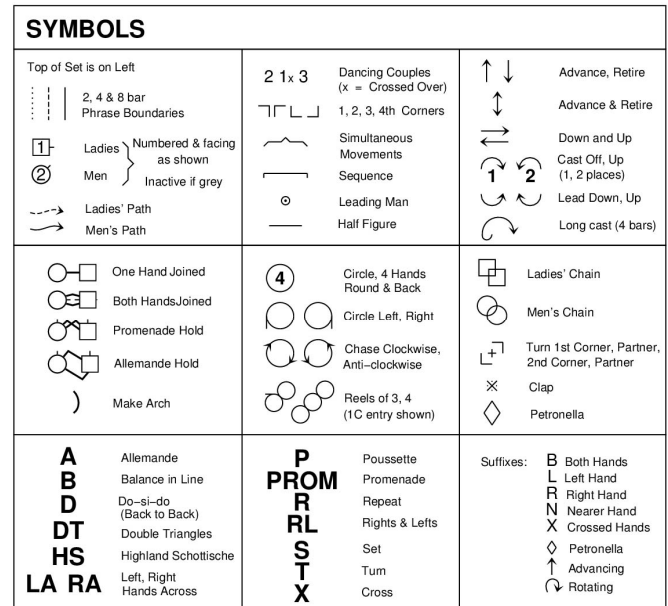 SYMBOLS
Top of Set is on Left
2, 4 & 8 bar
Phrase Boundaries
1
Ladies
2
Men
Numbered & facing
as shown
Inactive if grey
Ladies' Path
Men's Path
2 1x 3
Dancing Couples
(x = Crossed Over)
1, 2, 3, 4th Corners
Simultaneous
Movements
Sequence
Leading Man
Half Figure
Advance, Retire
Advance & Retire
Down and Up
1 2
Cast Off, Up
(1, 2 places)
Lead Down, Up
Long cast (4 bars)
One Hand Joined
Both HandsJoined
Promenade Hold
Allemande Hold
Make Arch
4
Circle, 4 Hands
Round & Back
Circle Left, Right
Chase Clockwise,
Anti-clockwise
Reels of 3, 4
(1C entry shown)
Ladies' Chain
Men's Chain
Turn 1st Corner, Partner,
2nd Corner, Partner
Clap
Petronella
A Allemande
B Balance in Line
D Do-si-do
(Back to Back)
DT Double Triangles
HS Highland Schottische
LA RA Left, Right
Hands Across
P Poussette
PROM Promenade
R Repeat
RL Rights & Lefts
S Set
T Turn
X Cross
Suffixes: B Both Hands
L Left Hand
R Right Hand
N Nearer Hand
X Crossed Hands
Petronella
Advancing
Rotating